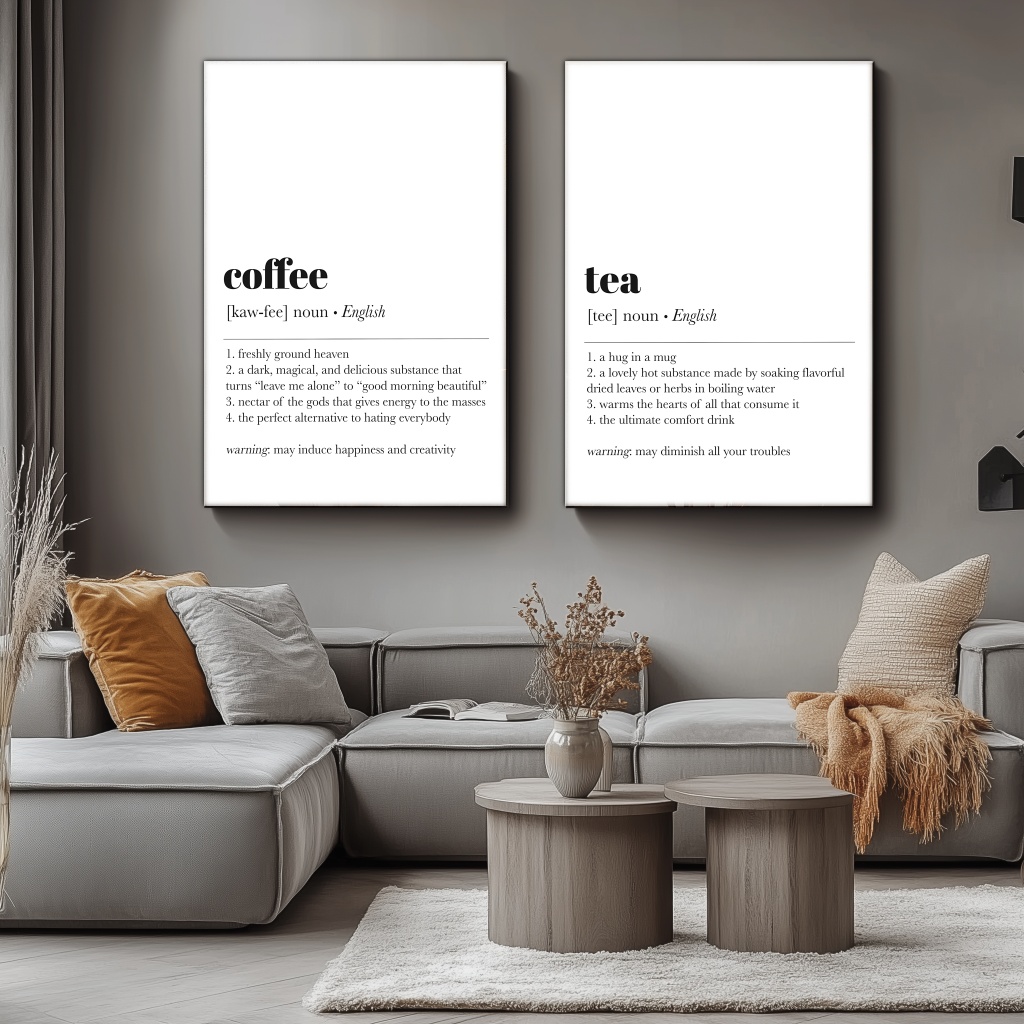 coffee
[kaw-fee] noun • English
1. freshly ground heaven
2. a dark, magical, and delicious substance that
turns “leave me alone” to “good morning beautiful”
3. nectar of the gods that gives energy to the masses
4. the perfect alternative to hating everybody
warning: may induce happiness and creativity
tea
[tee] noun • English
1. a hug in a mug
2. a lovely hot substance made by soaking flavorful
dried leaves or herbs in boiling water
3. warms the hearts of all that consume it
4. the ultimate comfort drink
warning: may diminish all your troubles